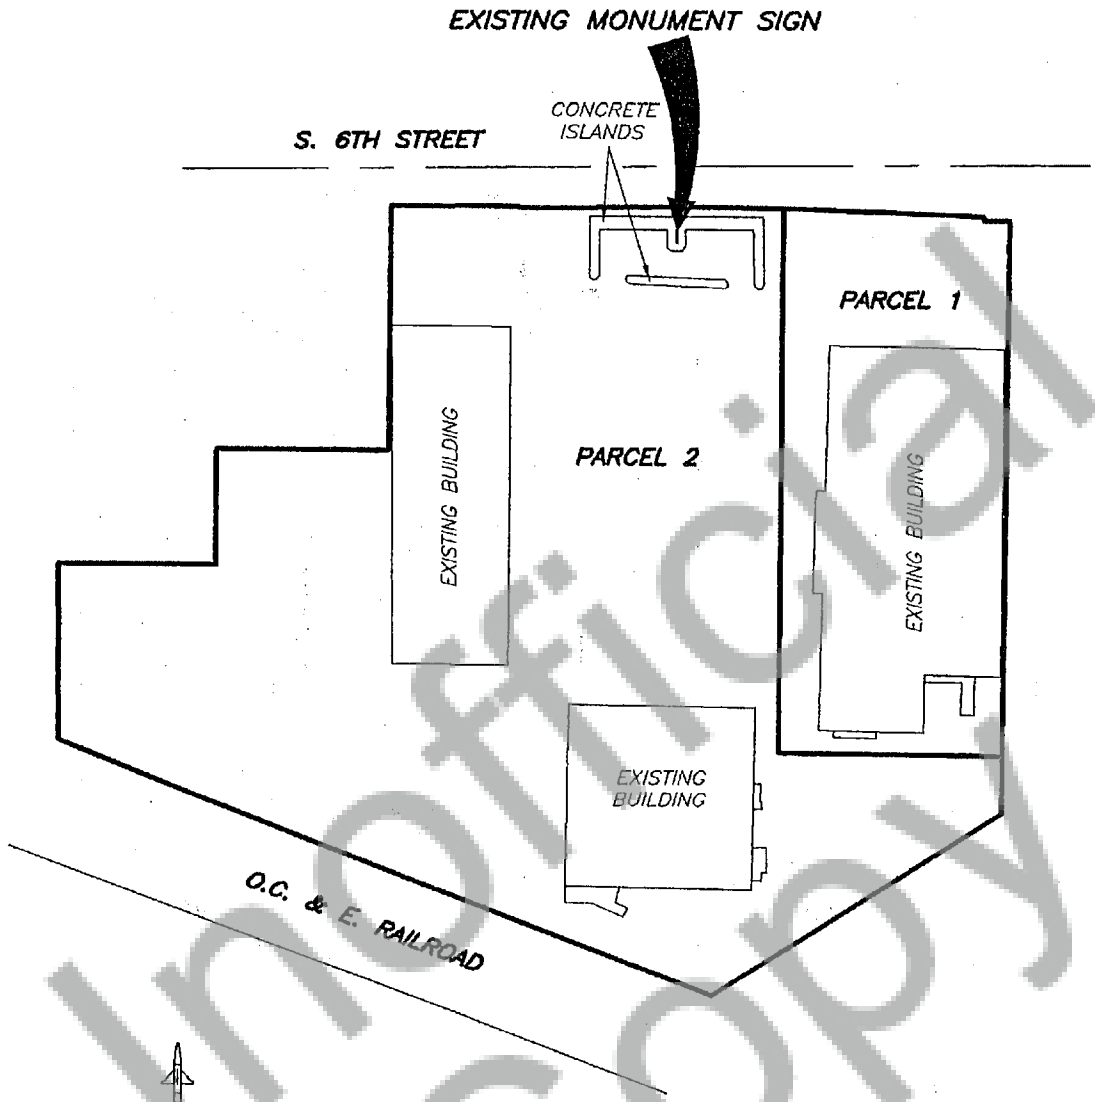 EXISTING MONUMENT SIGN
CONCRETE
ISLANDS
S. 6TH STREET
PARCEL 1
PARCEL 2
EXISTING BUILDING
EXISTING BUILDING
EXISTING
BUILDING
O.C. & E. RAILROAD
Unofficial
Copy